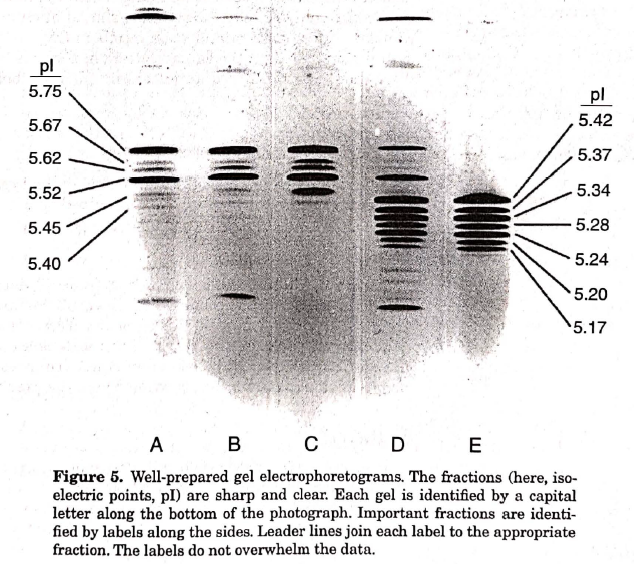 pI
5.75
5.67
5.62
5.52
5.45
5.40
pI
5.42
5.37
5.34
5.28
5.24
5.20
5.17
A B C D E
Figure 5. Well-prepared gel electrophoretograms. The fractions (here, iso-
electric points, pI) are sharp and clear. Each gel is identified by a capital
letter along the bottom of the photograph. Important fractions are identi-
fied by labels along the sides. Leader lines join each label to the appropriate
fraction. The labels do not overwhelm the data.